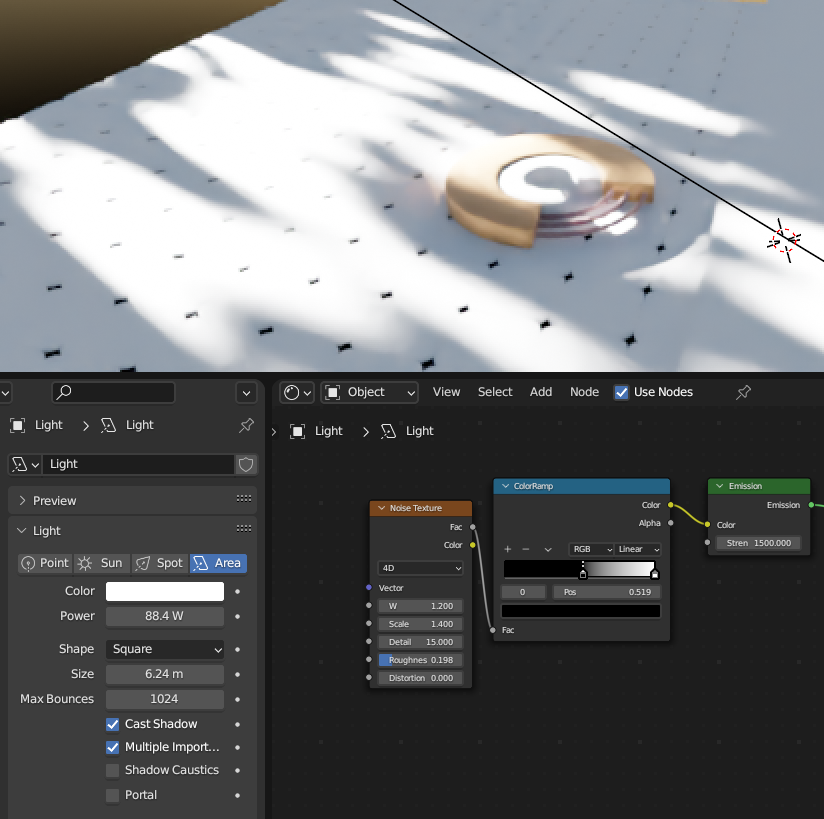 Object
View
Select
Add
Node
Use Nodes
Light
Light
Light
Light
Light
Preview
Light
Point
Sun
Spot
Area
Color
Power
88.4 W
Shape
Square
Size
6.24 m
Max Bounces
1024
Cast Shadow
Multiple Import...
Shadow Caustics
Portal
Noise Texture
Fac
Color
4D
Vector
W 1.200
Scale 1.400
Detail 15.000
Roughnes 0.198
Distortion 0.000
ColorRamp
Color
Alpha
RGB
Linear
0
Pos 0.519
Fac
Emission
Emission
Color
Stren 1500.000